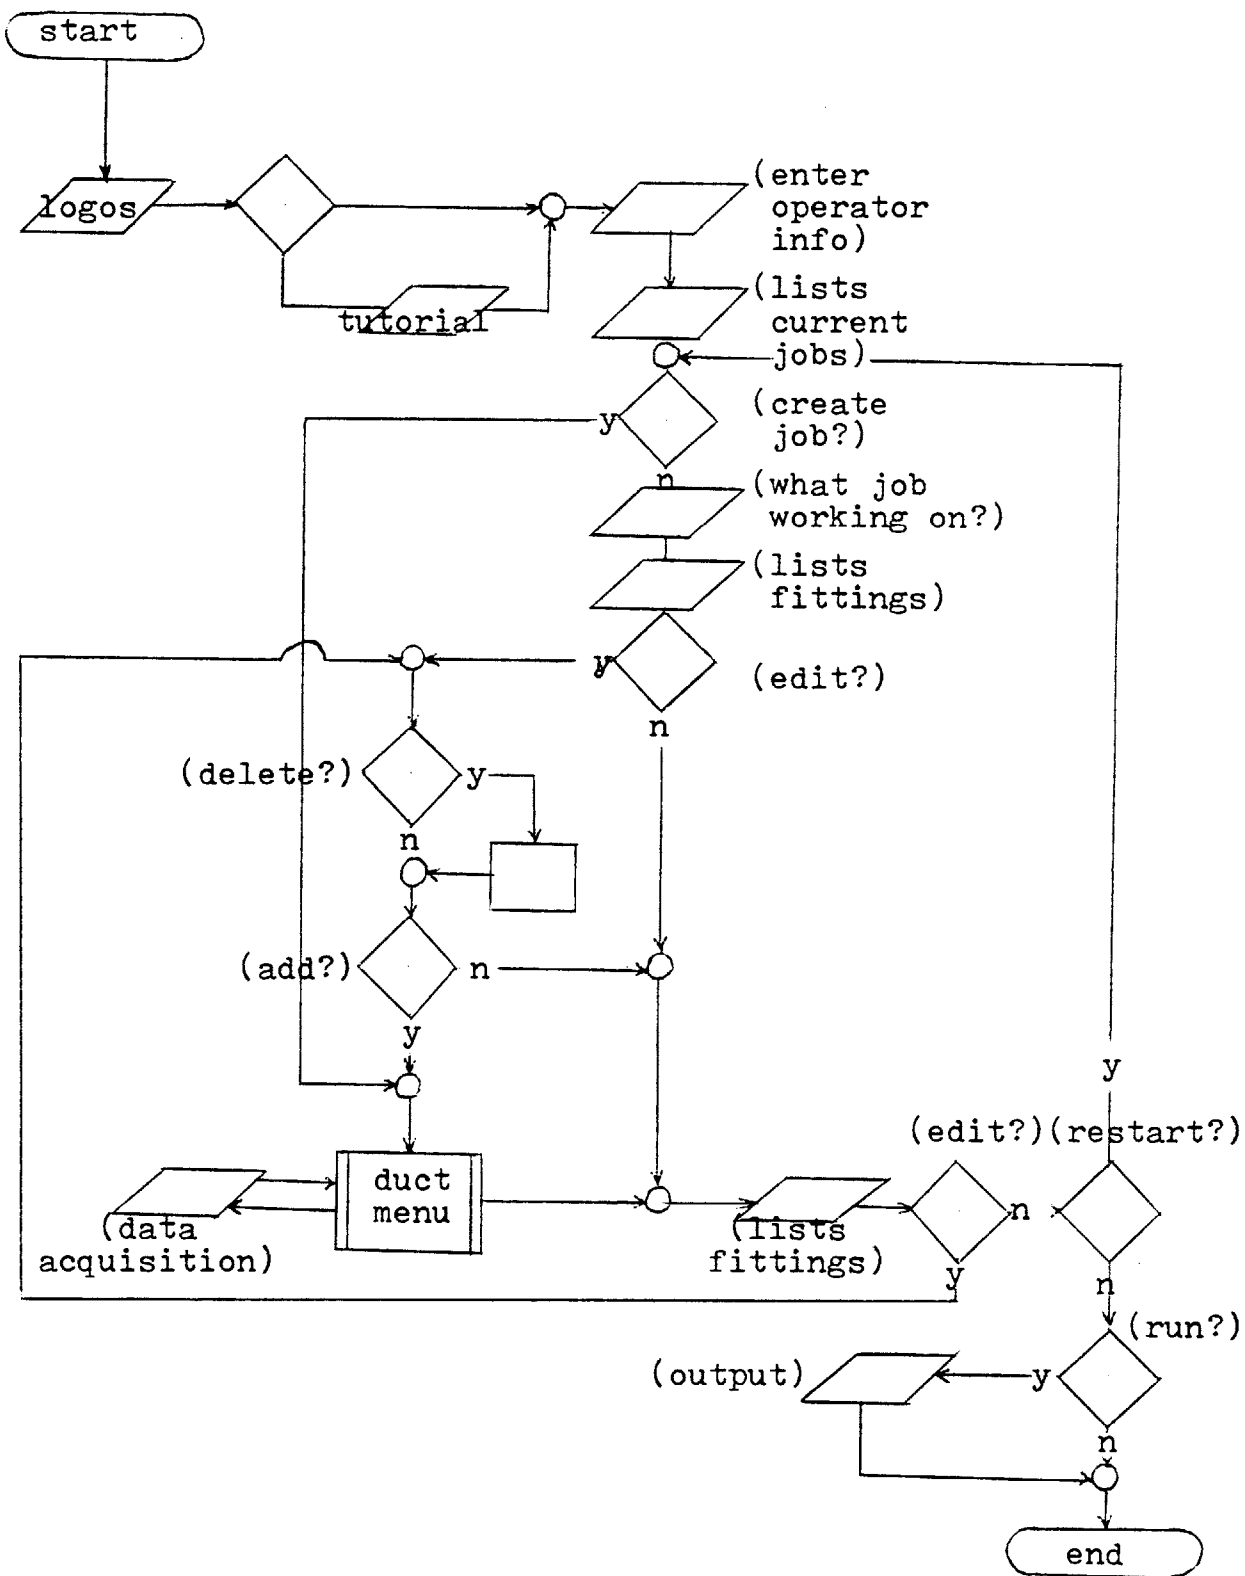 start
logos
tutorial
(enter
operator
info)
(lists
current
jobs)
y
(create
job?)
n
(what job
working on?)
(lists
fittings)
y
(edit?)
n
(delete?)
y
n
(add?)
n
y
y
(edit?)
(restart?)
duct
menu
(data
acquisition)
(lists
fittings)
n
y
n
(run?)
(output)
y
n
end